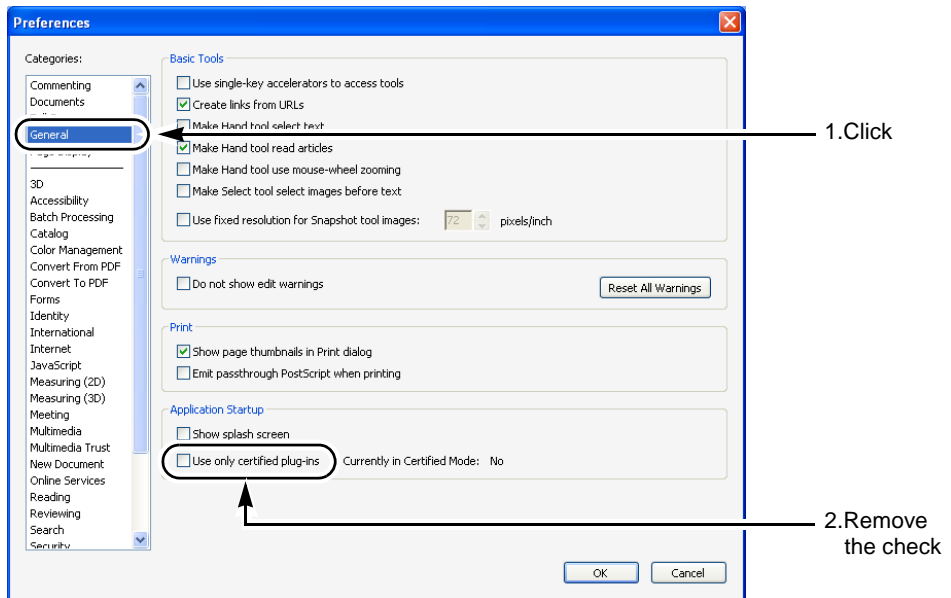 Preferences
Categories:
Commenting
Documents
General
3D
Accessibility
Batch Processing
Catalog
Color Management
Convert From PDF
Convert To PDF
Forms
Identity
International
Internet
JavaScript
Measuring (2D)
Measuring (3D)
Meeting
Multimedia
Multimedia Trust
New Document
Online Services
Reading
Reviewing
Search
Security
Basic Tools
Use single-key accelerators to access tools
Create links from URLs
Make Hand tool select text
Make Hand tool read articles
Make Hand tool use mouse-wheel zooming
Make Select tool select images before text
Use fixed resolution for Snapshot tool images: 72 pixels/inch
Warnings
Do not show edit warnings
Reset All Warnings
Print
Show page thumbnails in Print dialog
Emit passthrough PostScript when printing
Application Startup
Show splash screen
Use only certified plug-ins Currently in Certified Mode: No
OK Cancel
1.Click
2.Remove
the check